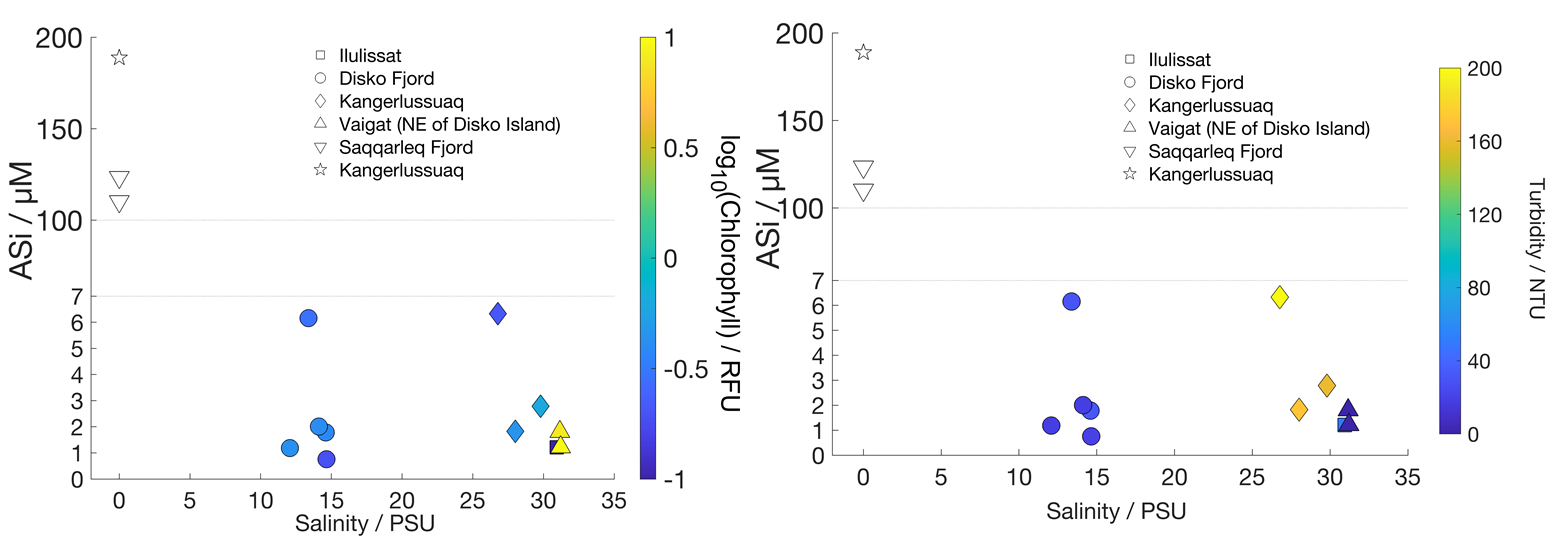 200
150
100
7
6
5
4
3
2
1
0
ASi / µM
0 5 10 15 20 25 30 35
Salinity / PSU
Ilulissat
Disko Fjord
Kangerlussuaq
Vaigat (NE of Disko Island)
Saqqarleq Fjord
Kangerlussuaq
1
0.5
0
-0.5
-1
log10(Chlorophyll) / RFU
200
150
100
7
6
5
4
3
2
1
0
ASi / µM
0 5 10 15 20 25 30 35
Salinity / PSU
Ilulissat
Disko Fjord
Kangerlussuaq
Vaigat (NE of Disko Island)
Saqqarleq Fjord
Kangerlussuaq
200
160
120
80
40
0
Turbidity / NTU